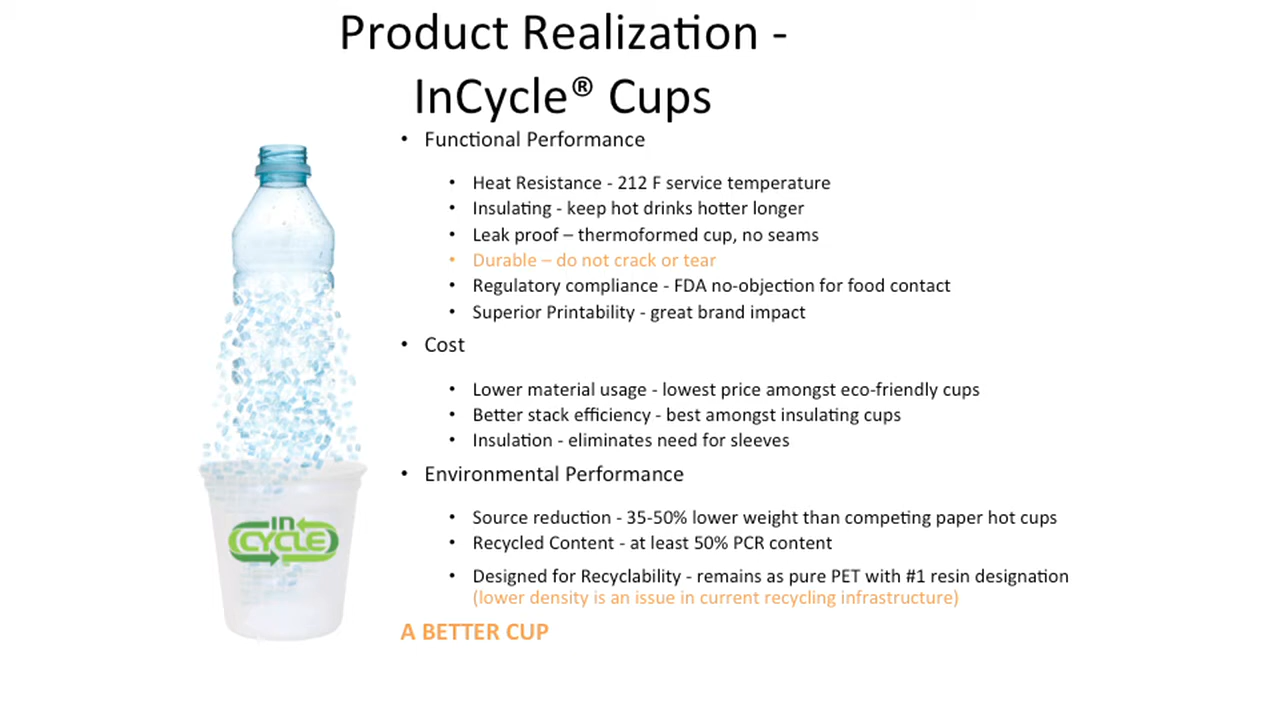 Product Realization -
InCycle® Cups
• Functional Performance
• Heat Resistance - 212 F service temperature
• Insulating - keep hot drinks hotter longer
• Leak proof – thermoformed cup, no seams
• Durable – do not crack or tear
• Regulatory compliance - FDA no-objection for food contact
• Superior Printability - great brand impact
• Cost
• Lower material usage - lowest price amongst eco-friendly cups
• Better stack efficiency - best amongst insulating cups
• Insulation - eliminates need for sleeves
• Environmental Performance
• Source reduction - 35-50% lower weight than competing paper hot cups
• Recycled Content - at least 50% PCR content
• Designed for Recyclability - remains as pure PET with #1 resin designation
(lower density is an issue in current recycling infrastructure)
A BETTER CUP
IN
CYCLE